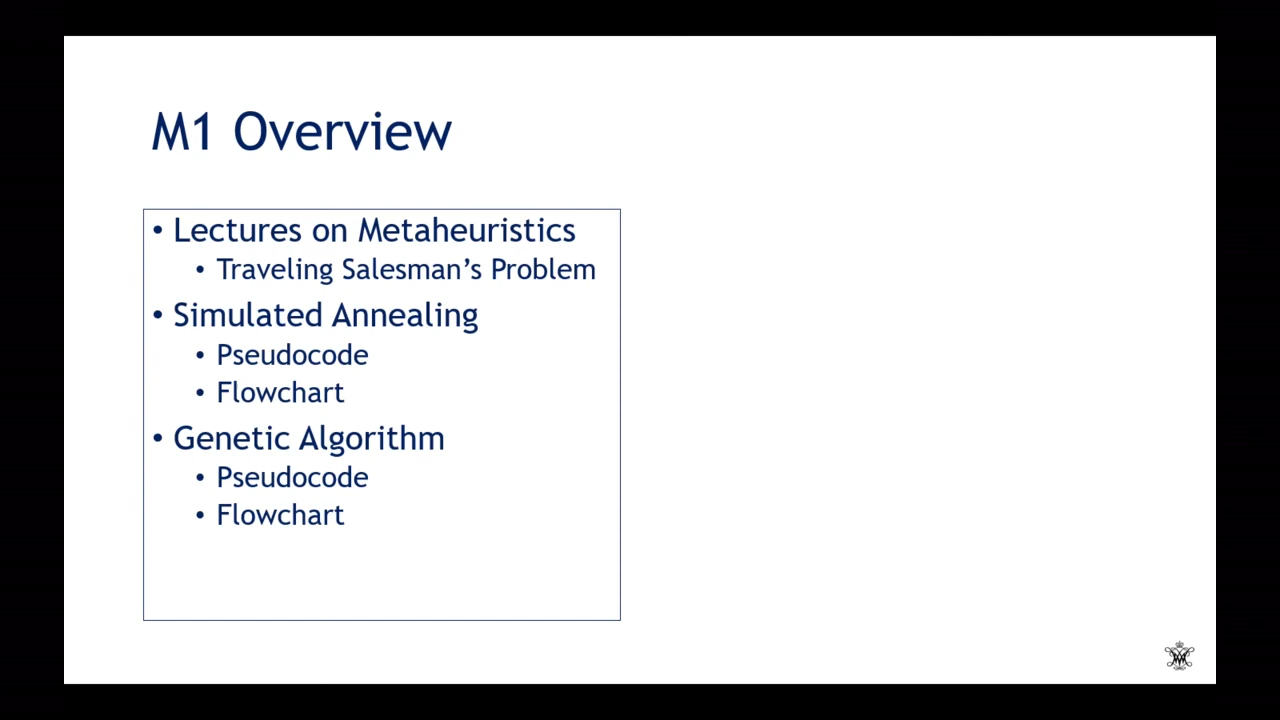 M1 Overview
• Lectures on Metaheuristics
• Traveling Salesman’s Problem
• Simulated Annealing
• Pseudocode
• Flowchart
• Genetic Algorithm
• Pseudocode
• Flowchart